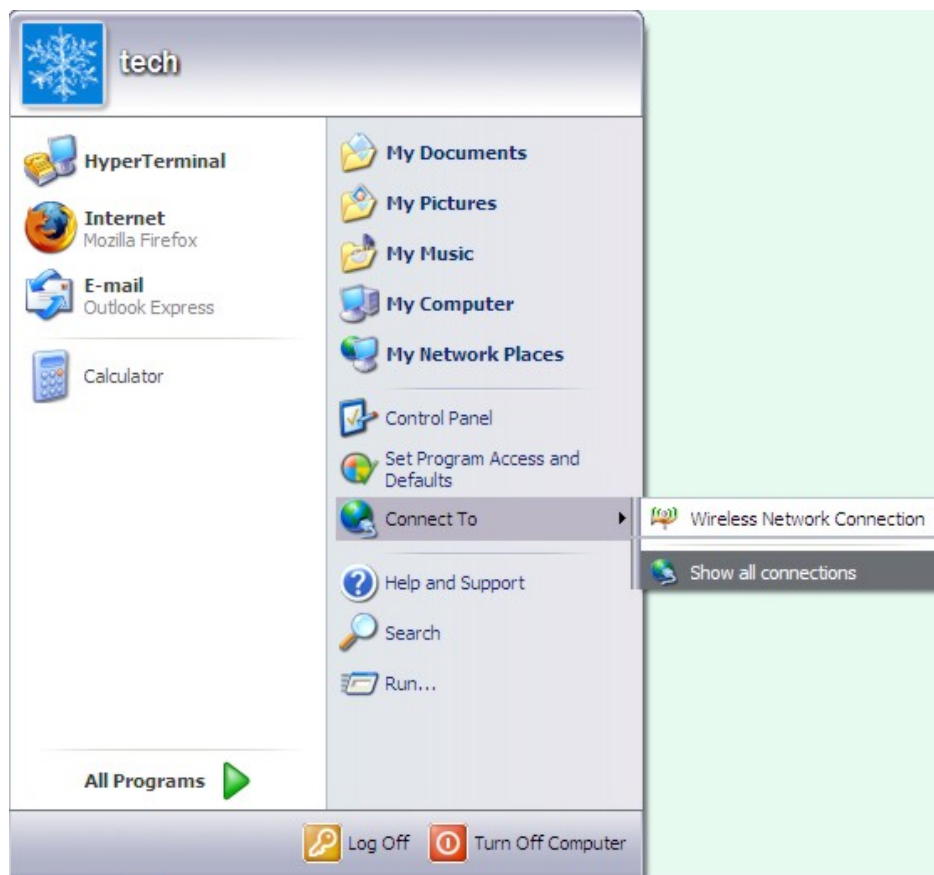 tech
HyperTerminal
Internet
Mozilla Firefox
E-mail
Outlook Express
Calculator
All Programs
My Documents
My Pictures
My Music
My Computer
My Network Places
Control Panel
Set Program Access and
Defaults
Connect To
Wireless Network Connection
Show all connections
Help and Support
Search
Run...
Log Off
Turn Off Computer